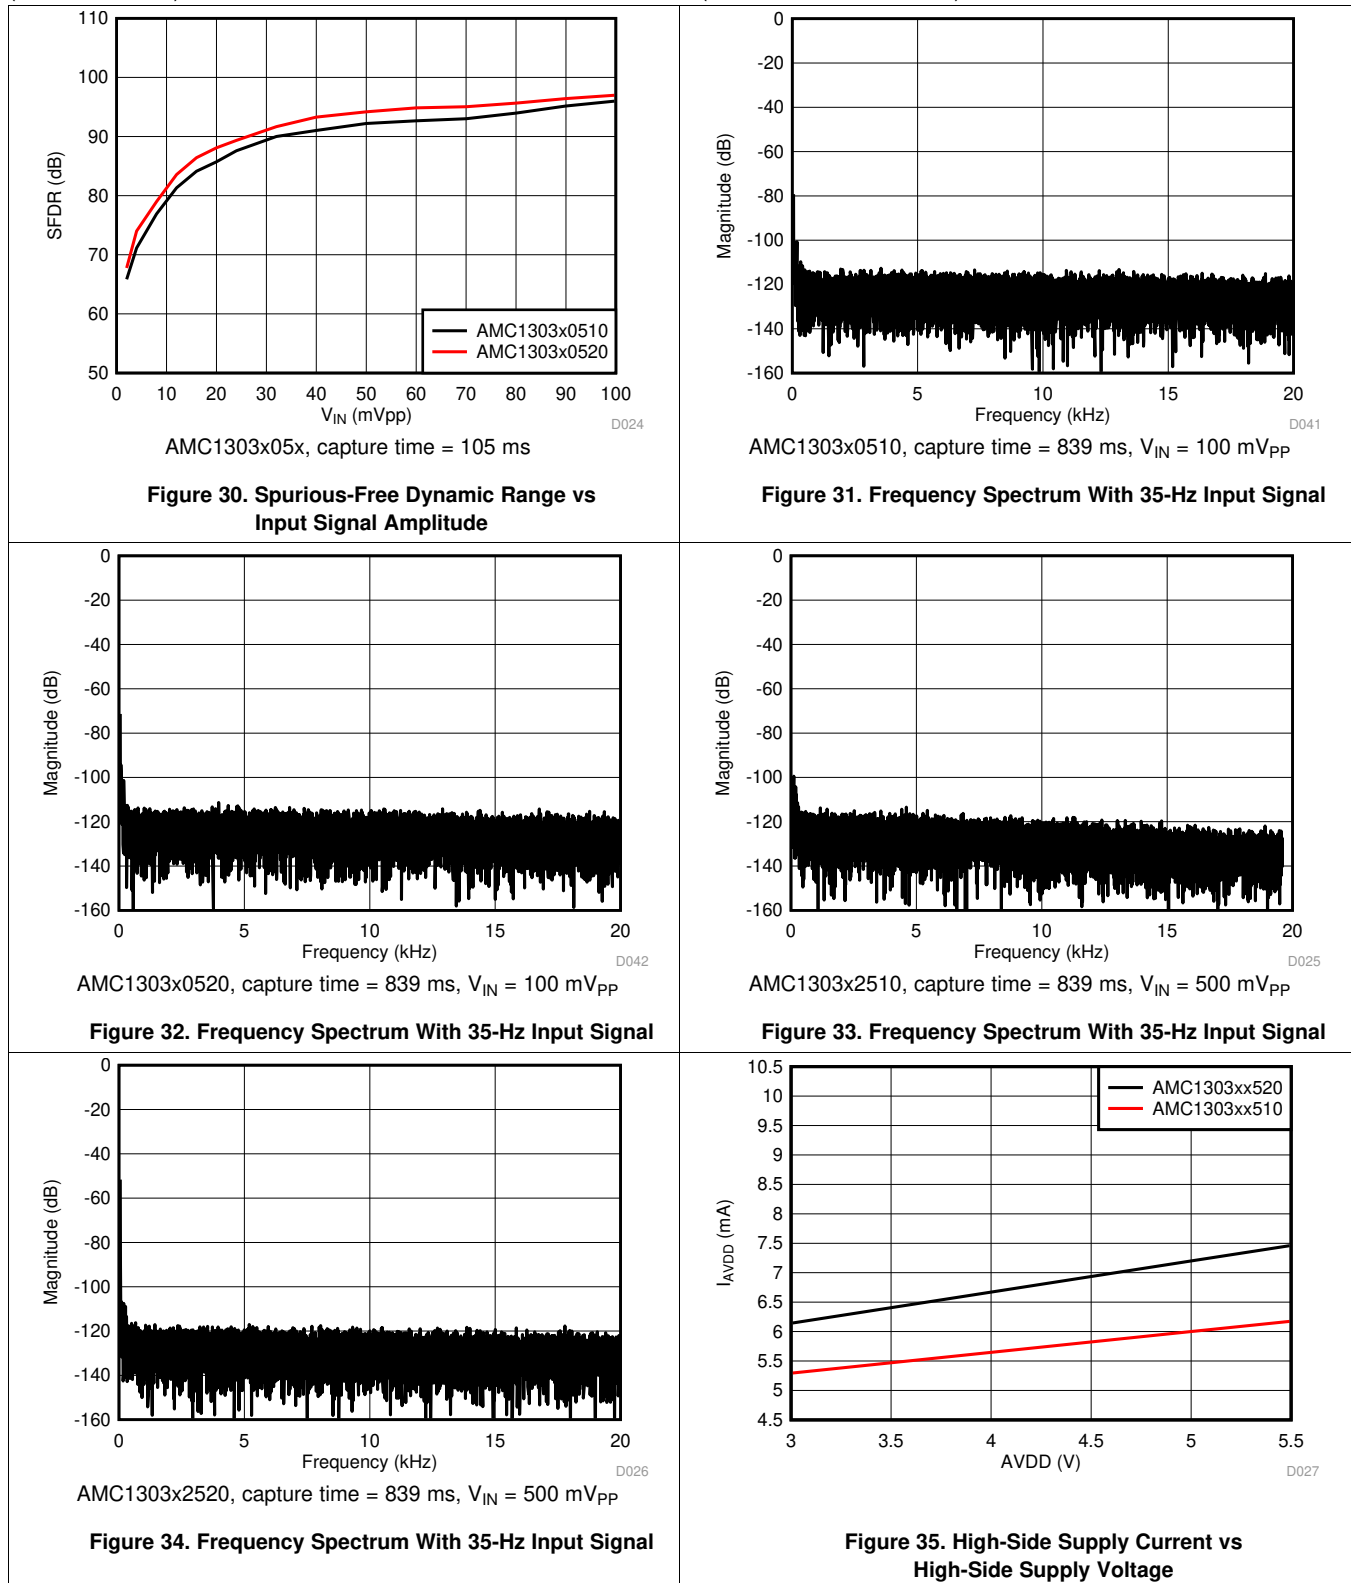 110
100
90
80
70
60
50
SFDR (dB)
AMC1303x0510
AMC1303x0520
0 10 20 30 40 50 60 70 80 90 100
VIN (mVpp)
D024
AMC1303x05x, capture time = 105 ms
Figure 30. Spurious-Free Dynamic Range vs
Input Signal Amplitude
0
-20
-40
-60
-80
-100
-120
-140
-160
Magnitude (dB)
0 5 10 15 20
Frequency (kHz)
D041
AMC1303x0510, capture time = 839 ms, VIN = 100 mVPP
Figure 31. Frequency Spectrum With 35-Hz Input Signal
0
-20
-40
-60
-80
-100
-120
-140
-160
Magnitude (dB)
0 5 10 15 20
Frequency (kHz)
D042
AMC1303x0520, capture time = 839 ms, VIN = 100 mVPP
Figure 32. Frequency Spectrum With 35-Hz Input Signal
0
-20
-40
-60
-80
-100
-120
-140
-160
Magnitude (dB)
0 5 10 15 20
Frequency (kHz)
D025
AMC1303x2510, capture time = 839 ms, VIN = 500 mVPP
Figure 33. Frequency Spectrum With 35-Hz Input Signal
0
-20
-40
-60
-80
-100
-120
-140
-160
Magnitude (dB)
0 5 10 15 20
Frequency (kHz)
D026
AMC1303x2520, capture time = 839 ms, VIN = 500 mVPP
Figure 34. Frequency Spectrum With 35-Hz Input Signal
10.5
10
9.5
9
8.5
8
7.5
7
6.5
6
5.5
5
4.5
IAVDD (mA)
AMC1303xx520
AMC1303xx510
3 3.5 4 4.5 5 5.5
AVDD (V)
D027
Figure 35. High-Side Supply Current vs
High-Side Supply Voltage